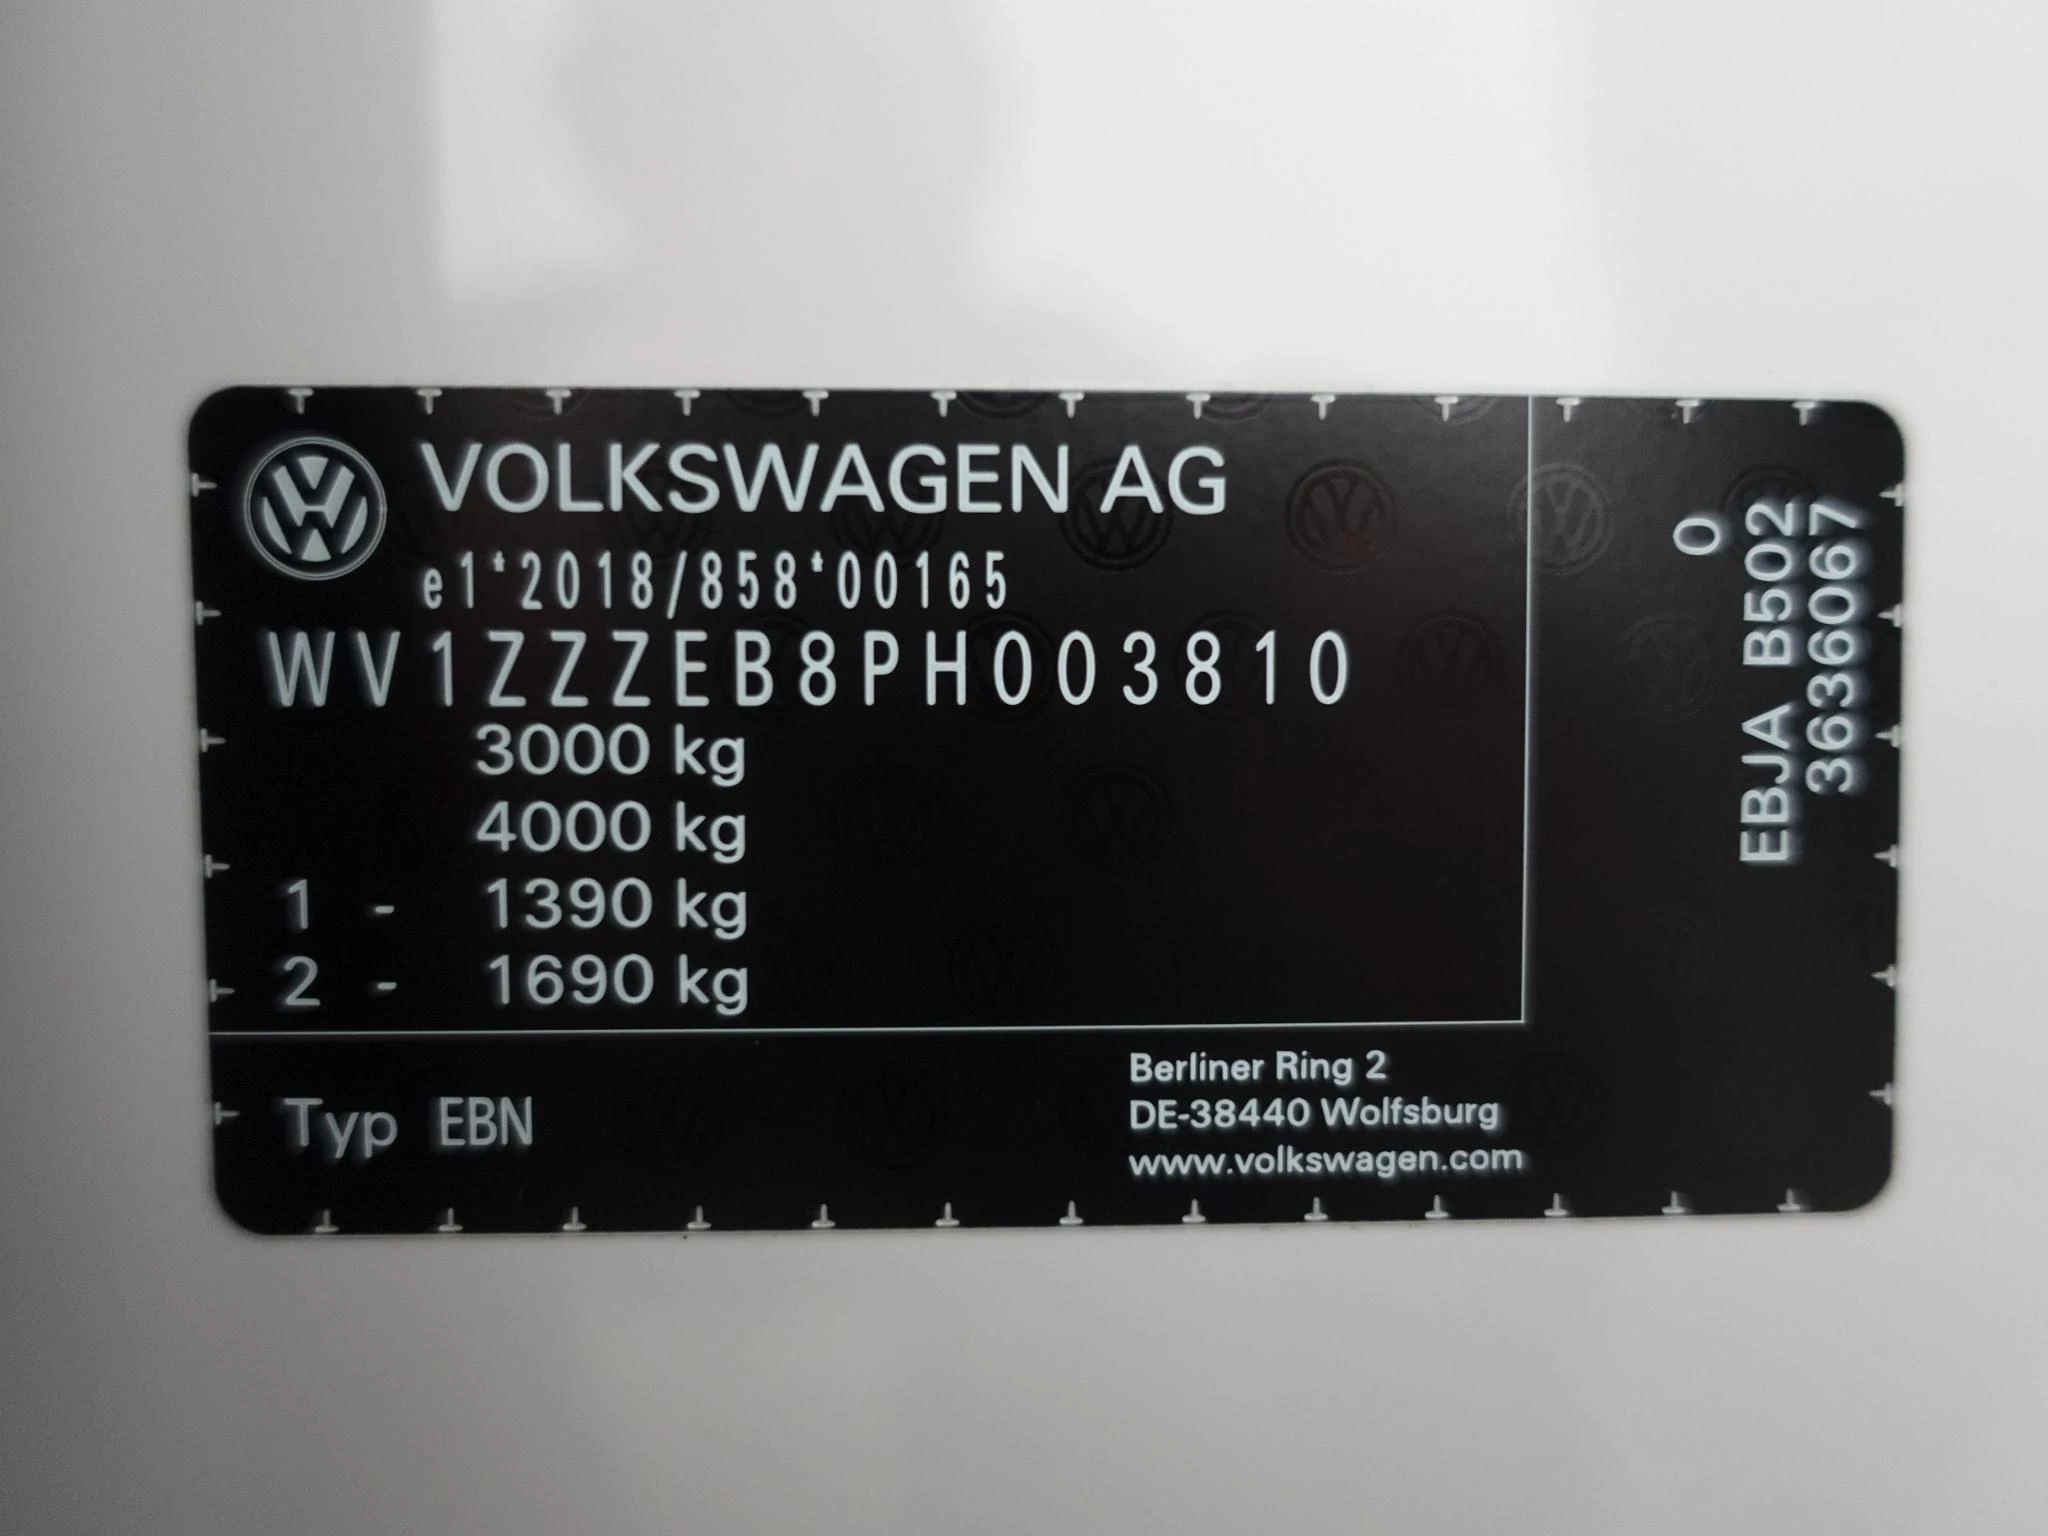 VOLKSWAGEN AG
e1*2018/858*00165
WV1ZZZEB8PH003810
3000 kg
4000 kg
1 - 1390 kg
2 - 1690 kg
Typ EBN
Berliner Ring 2
DE-38440 Wolfsburg
www.volkswagen.com
0
EBJA B502
3636067